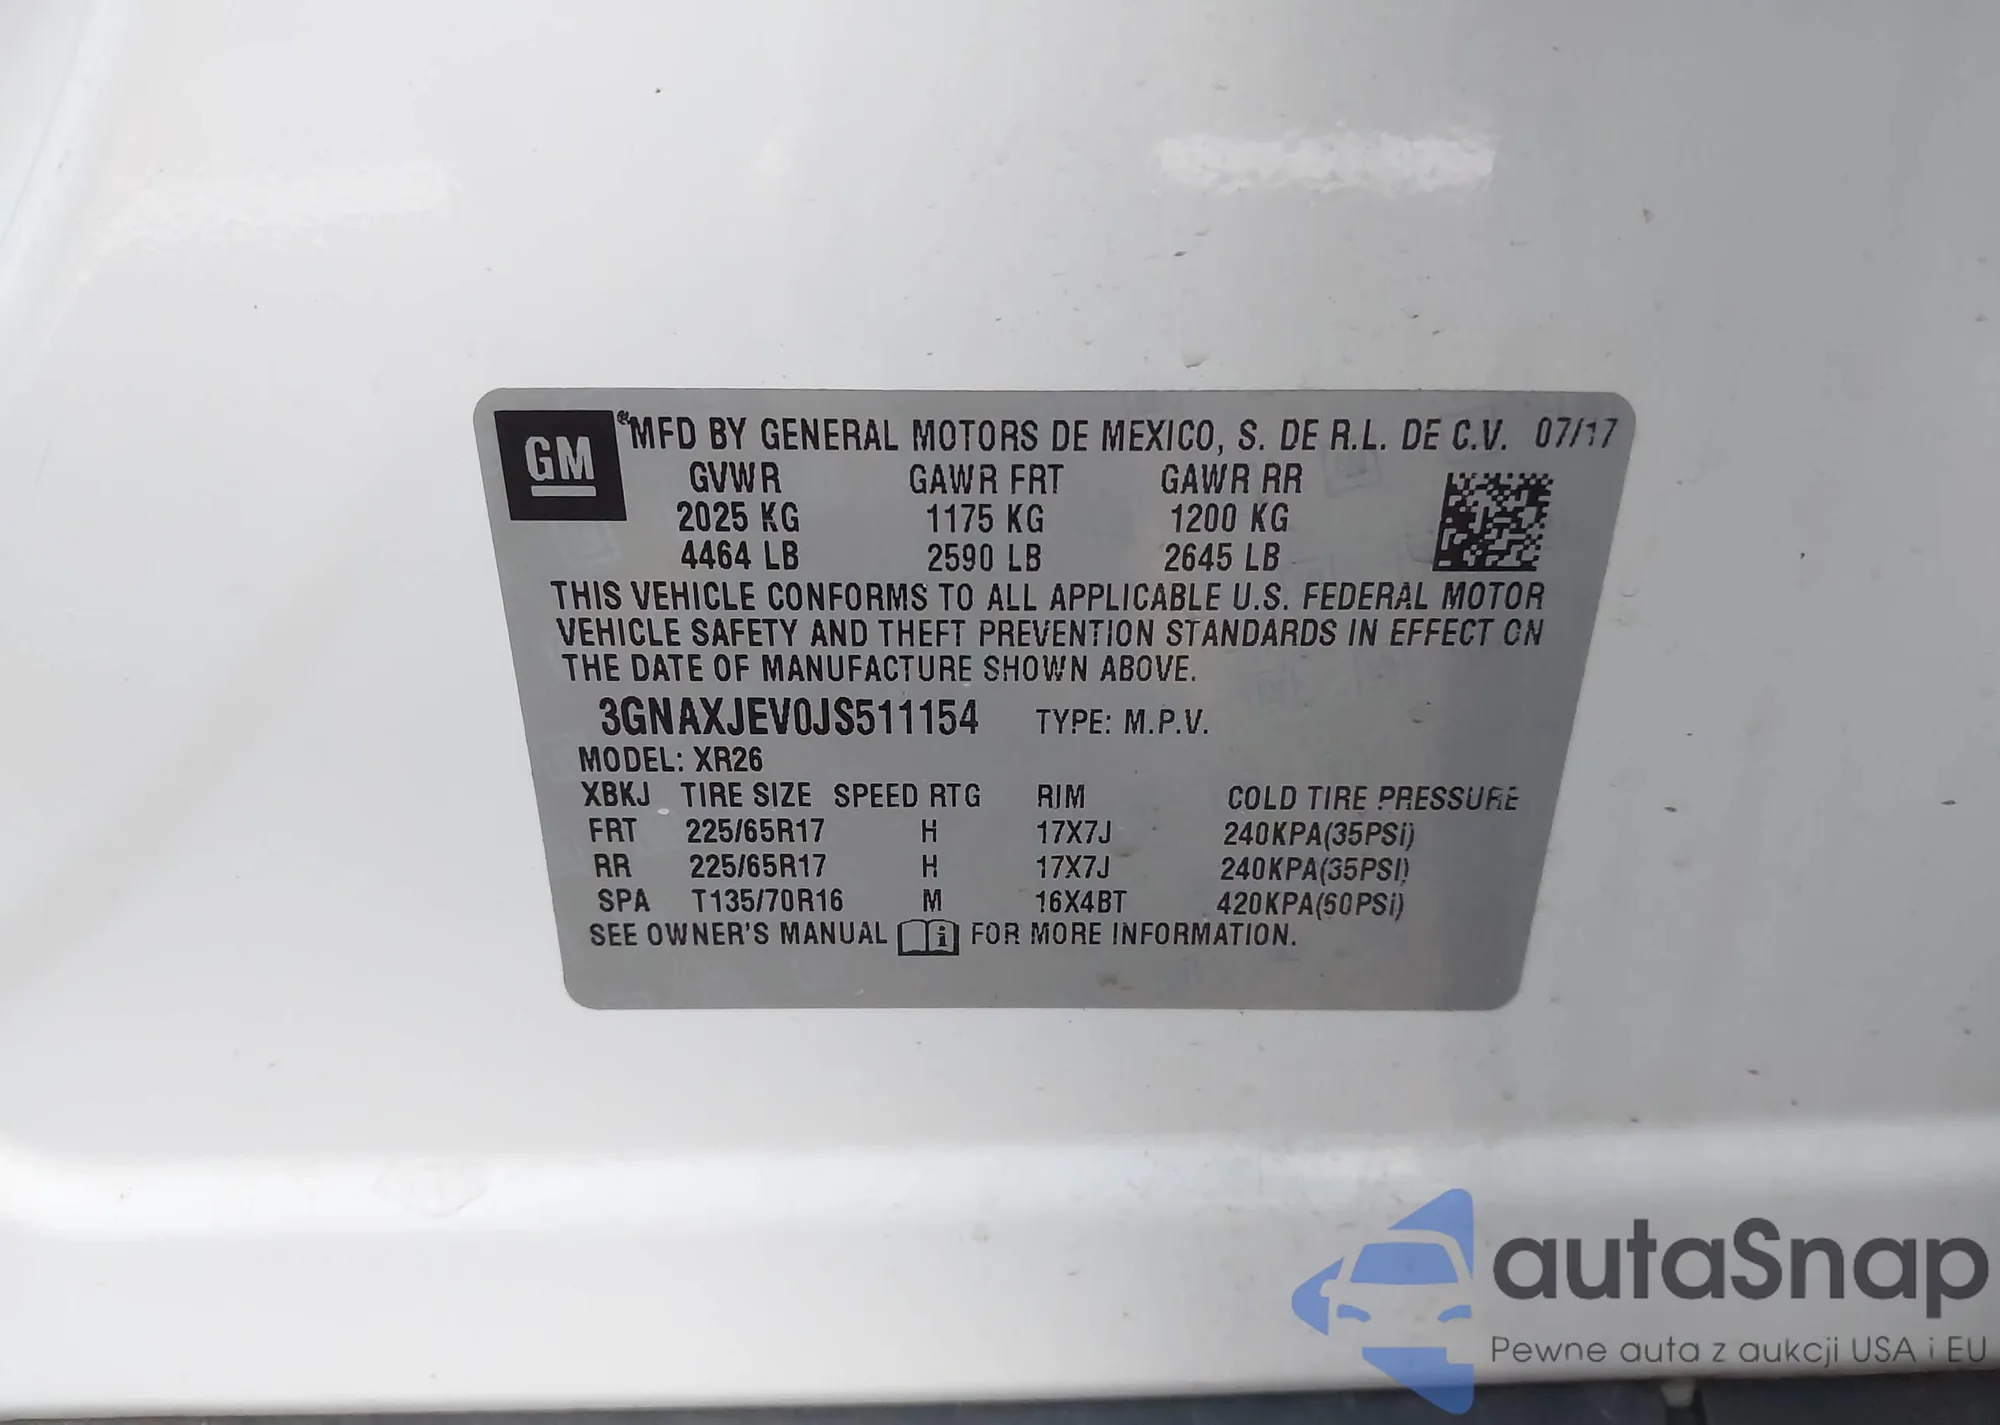 GM
MFD BY GENERAL MOTORS DE MEXICO, S. DE R.L. DE C.V. 07/17
GVWR GAWR FRT GAWR RR
2025 KG 1175 KG 1200 KG
4464 LB 2590 LB 2645 LB
THIS VEHICLE CONFORMS TO ALL APPLICABLE U.S. FEDERAL MOTOR
VEHICLE SAFETY AND THEFT PREVENTION STANDARDS IN EFFECT ON
THE DATE OF MANUFACTURE SHOWN ABOVE.
3GNAXJEV0JS511154 TYPE: M.P.V.
MODEL: XR26
XBKJ TIRE SIZE SPEED RTG RIM COLD TIRE PRESSURE
FRT 225/65R17 H 17X7J 240KPA(35PSI)
RR 225/65R17 H 17X7J 240KPA(35PSI)
SPA T135/70R16 M 16X4BT 420KPA(60PSI)
SEE OWNER'S MANUAL FOR MORE INFORMATION.
autaSnap
Pewne auta z aukcji USA i EU